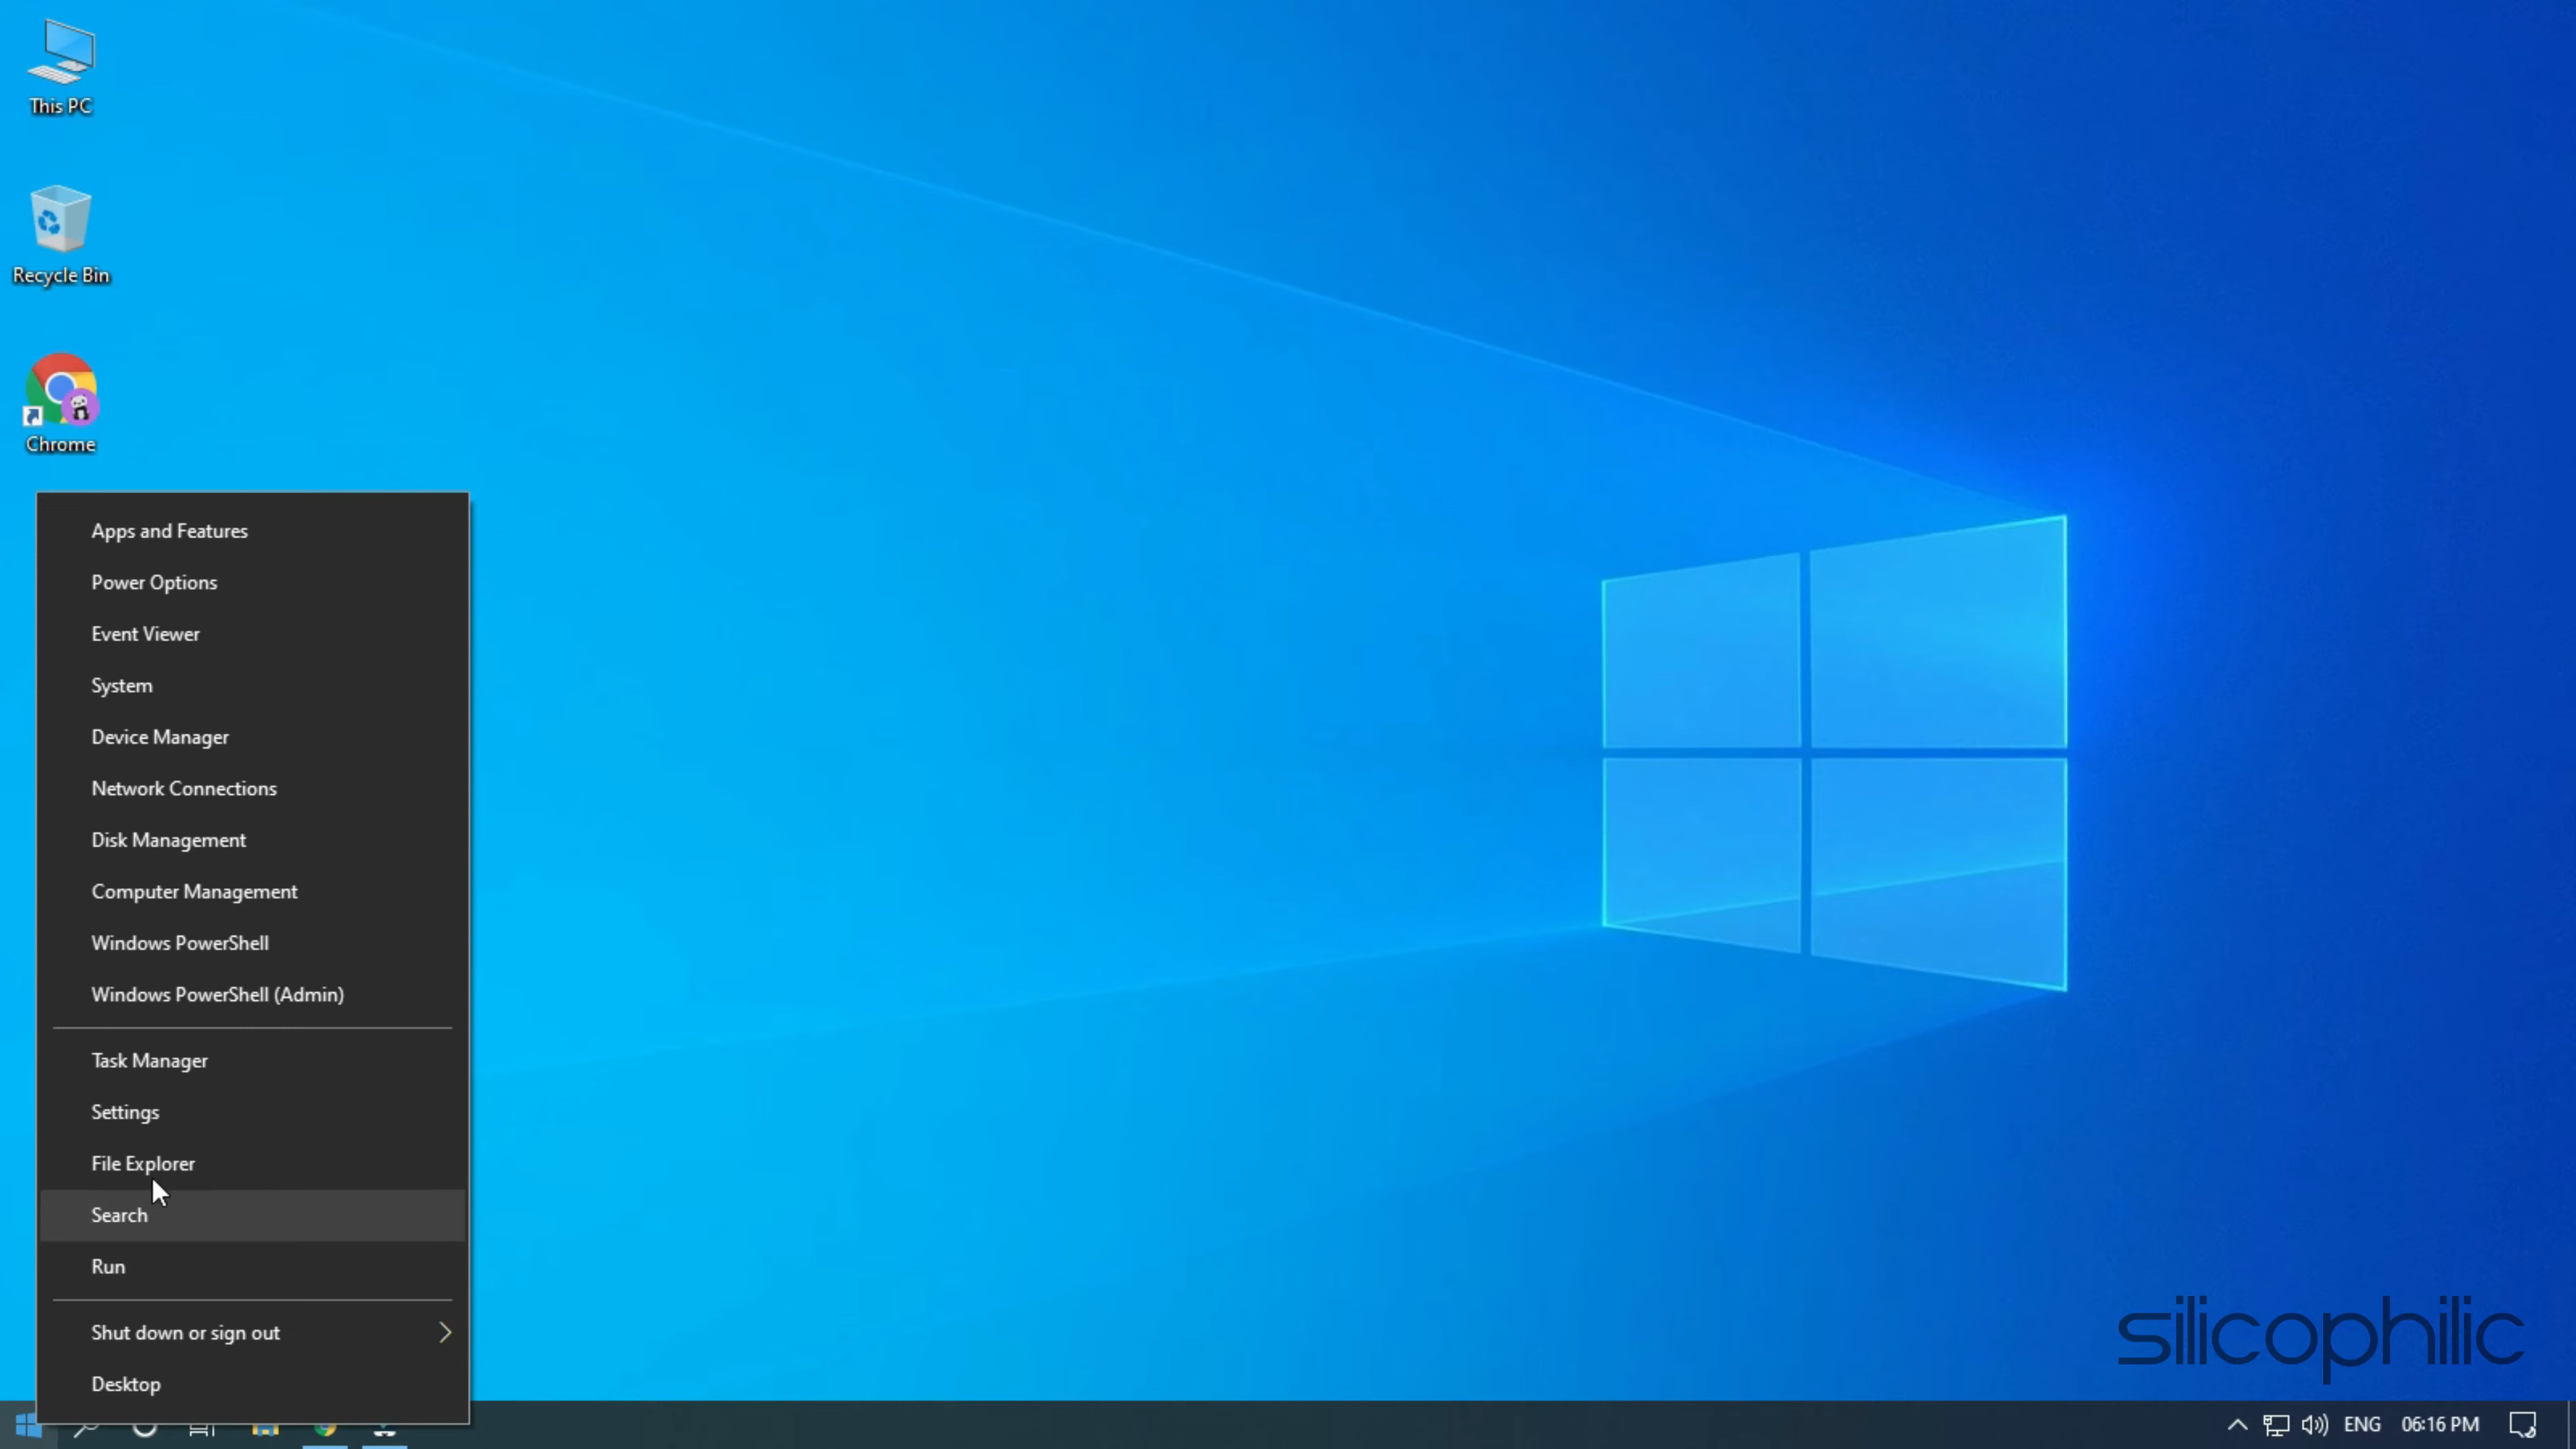 This PC
Recycle Bin
Chrome
Apps and Features
Power Options
Event Viewer
System
Device Manager
Network Connections
Disk Management
Computer Management
Windows PowerShell
Windows PowerShell (Admin)
Task Manager
Settings
File Explorer
Search
Run
Shut down or sign out
Desktop
silicophilic
ENG 06:16 PM